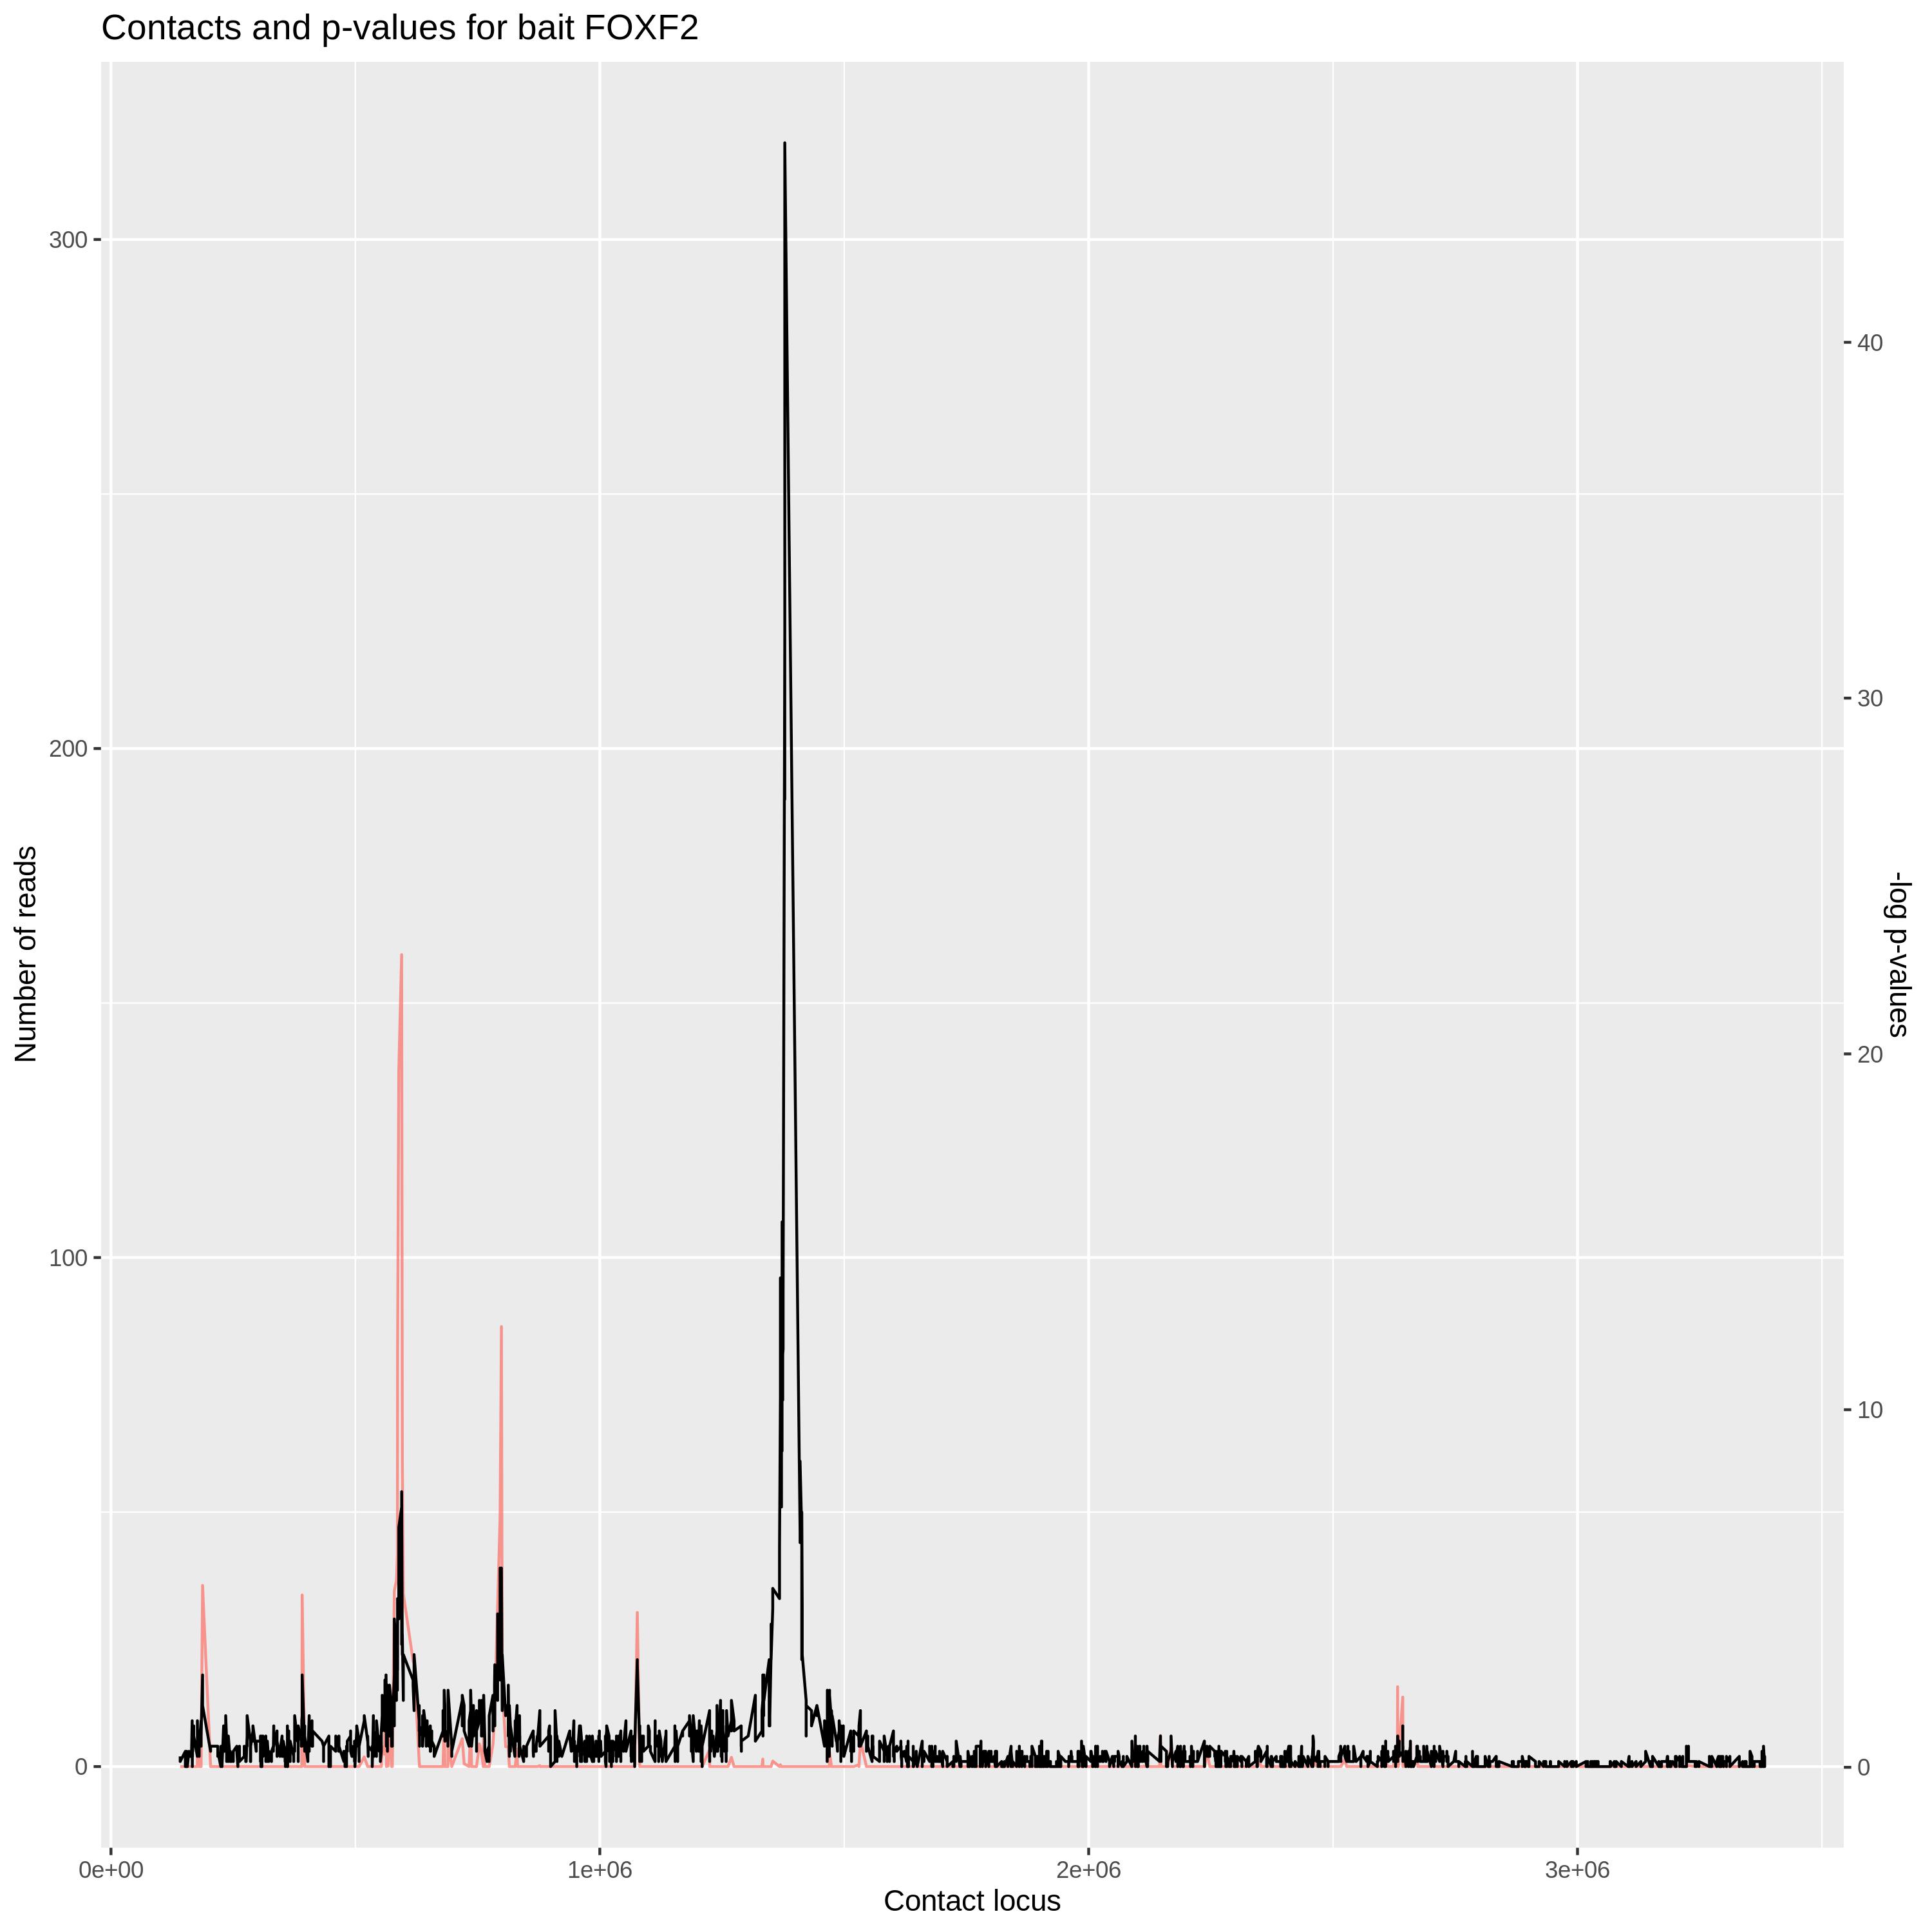 Contacts and p-values for bait FOXF2
300
200
100
0
Number of reads
40
30
20
10
0
-log p-values
0e+00
1e+06
2e+06
3e+06
Contact locus